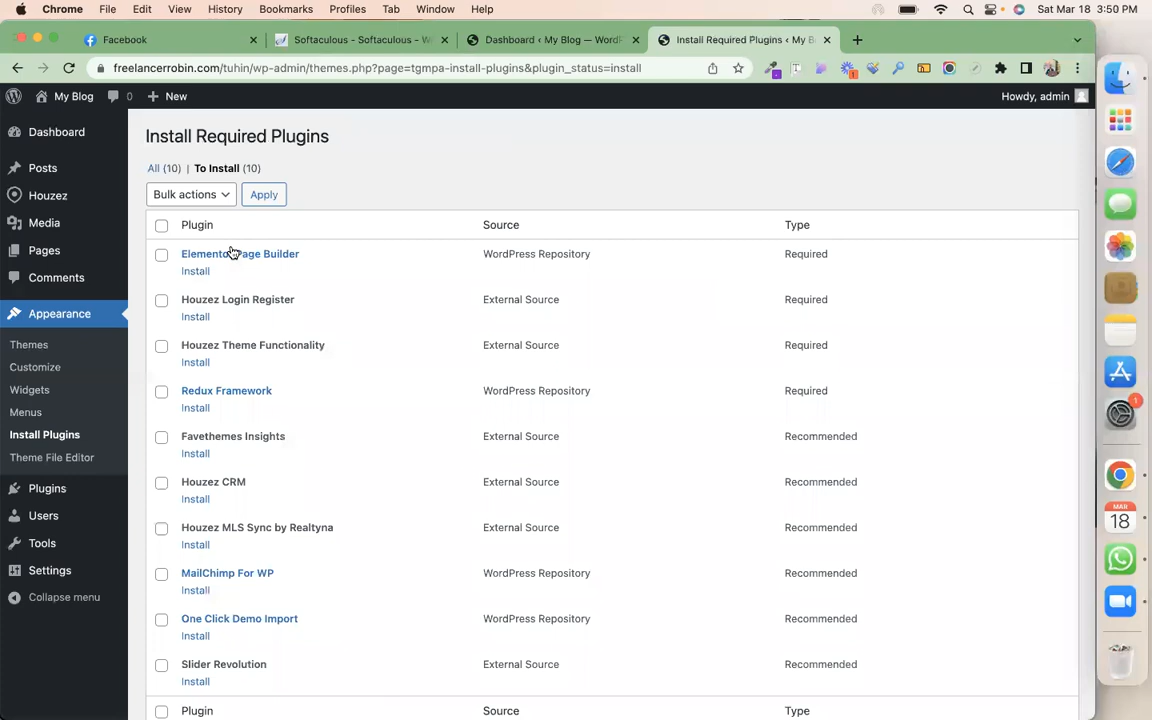 Chrome File Edit View History Bookmarks Profiles Tab Window Help Sat Mar 18 3:50 PM
Facebook Softaculous - Softaculous - W Dashboard ‹ My Blog — WordP Install Required Plugins ‹ My B
freelancerrobin.com/tuhin/wp-admin/themes.php?page=tgmpa-install-plugins&plugin_status=install
My Blog 0 + New Howdy, admin
Dashboard
Posts
Houzez
Media
Pages
Comments
Appearance
Themes
Customize
Widgets
Menus
Install Plugins
Theme File Editor
Plugins
Users
Tools
Settings
Collapse menu
Install Required Plugins
All (10) | To Install (10)
Bulk actions Apply
Plugin Source Type
Elementor Page Builder WordPress Repository Required
Install
Houzez Login Register External Source Required
Install
Houzez Theme Functionality External Source Required
Install
Redux Framework WordPress Repository Required
Install
Favethemes Insights External Source Recommended
Install
Houzez CRM External Source Recommended
Install
Houzez MLS Sync by Realtyna External Source Recommended
Install
MailChimp For WP WordPress Repository Recommended
Install
One Click Demo Import WordPress Repository Recommended
Install
Slider Revolution External Source Recommended
Install
Plugin Source Type
1
MAR
18